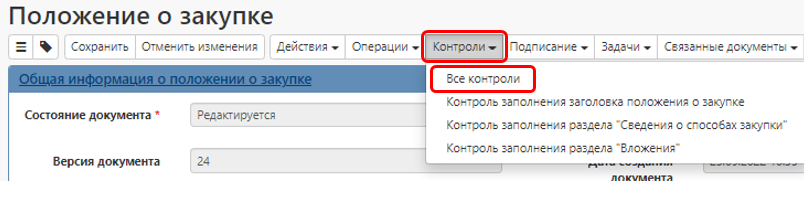 Положение о закупке
Сохранить Отменить изменения Действия Операции Контроли Подписание Задачи Связанные документы
Общая информация о положении о закупке
Все контроли
Состояние документа * Редактируется
Контроль заполнения заголовка положения о закупке
Контроль заполнения раздела "Сведения о способах закупки"
Контроль заполнения раздела "Вложения"
Версия документа 24
Дата создания
документа